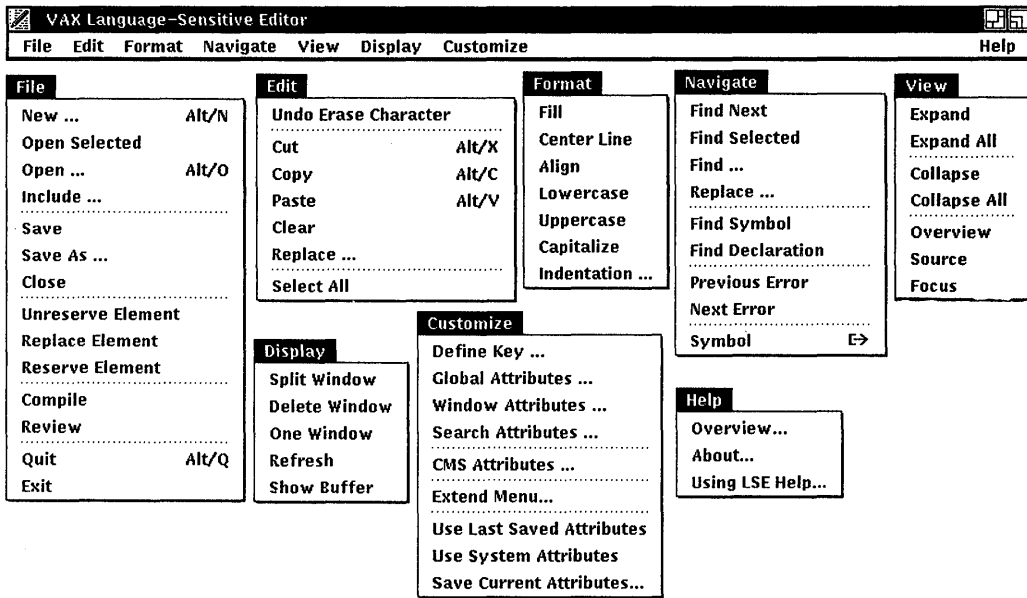 VAX Language-Sensitive Editor
File Edit Format Navigate View Display Customize Help
File
New ... Alt/N
Open Selected
Open ... Alt/O
Include ...
Save
Save As ...
Close
Unreserve Element
Replace Element
Reserve Element
Compile
Review
Quit Alt/Q
Exit
Edit
Undo Erase Character
Cut Alt/X
Copy Alt/C
Paste Alt/V
Clear
Replace ...
Select All
Format
Fill
Center Line
Align
Lowercase
Uppercase
Capitalize
Indentation ...
Navigate
Find Next
Find Selected
Find ...
Replace ...
Find Symbol
Find Declaration
Previous Error
Next Error
Symbol
View
Expand
Expand All
Collapse
Collapse All
Overview
Source
Focus
Display
Split Window
Delete Window
One Window
Refresh
Show Buffer
Customize
Define Key ...
Global Attributes ...
Window Attributes ...
Search Attributes ...
CMS Attributes ...
Extend Menu...
Use Last Saved Attributes
Use System Attributes
Save Current Attributes...
Help
Overview...
About...
Using LSE Help...